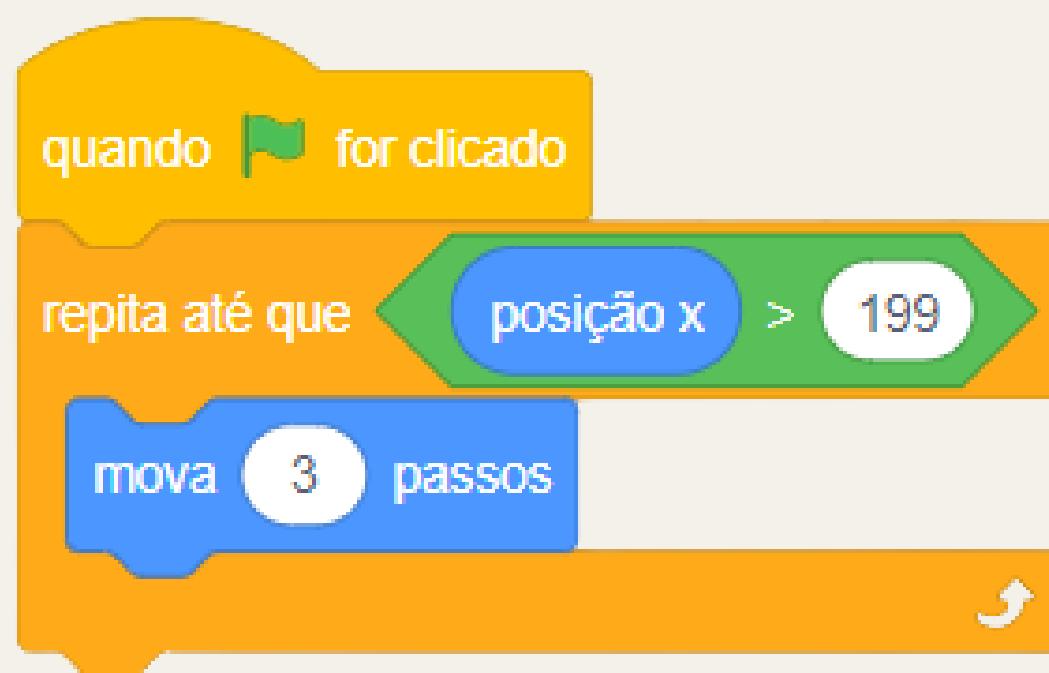 quando for clicado
repita até que posição x > 199
mova 3 passos